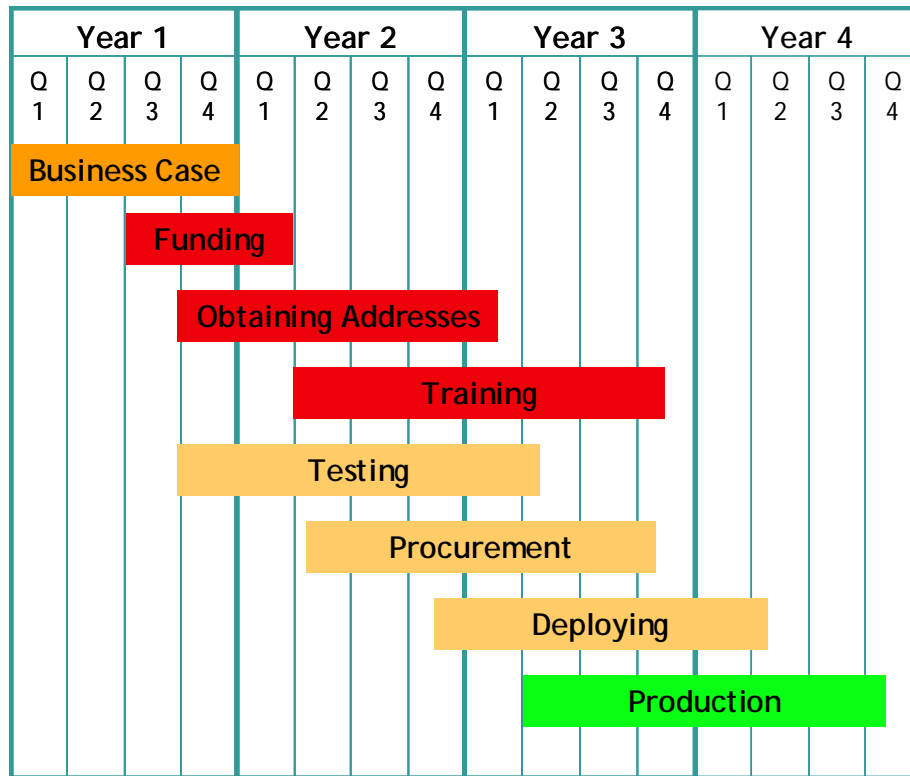 Year 1 Year 2 Year 3 Year 4
Q Q Q Q Q Q Q Q Q Q Q Q Q Q Q Q
1 2 3 4 1 2 3 4 1 2 3 4 1 2 3 4
Business Case
Funding
Obtaining Addresses
Training
Testing
Procurement
Deploying
Production